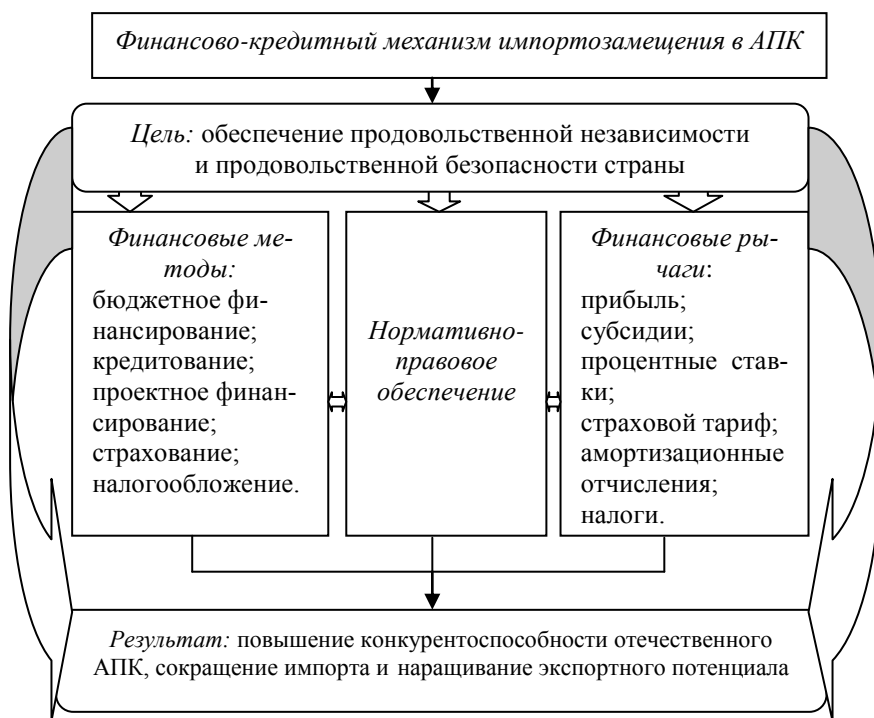 Финансово-кредитный механизм импортозамещения в АПК
Цель: обеспечение продовольственной независимости
и продовольственной безопасности страны
Финансовые ме-
тоды:
бюджетное фи-
нансирование;
кредитование;
проектное финан-
сирование;
страхование;
налогообложение.
Нормативно-
правовое
обеспечение
Финансовые ры-
чаги:
прибыль;
субсидии;
процентные став-
ки;
страховой тариф;
амортизационные
отчисления;
налоги.
Результат: повышение конкурентоспособности отечественного
АПК, сокращение импорта и наращивание экспортного потенциала